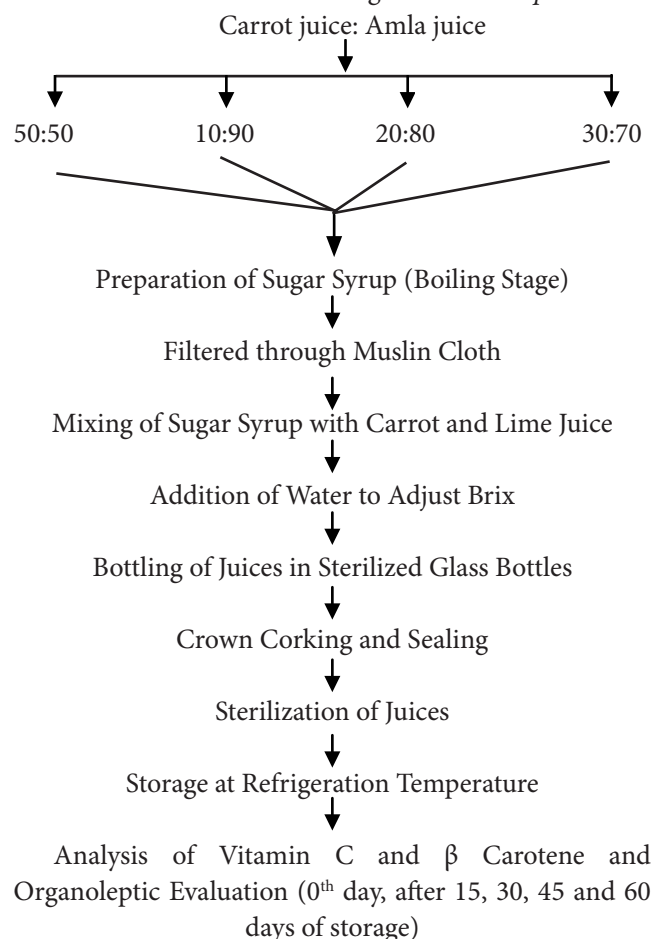 Carrot juice: Amla juice
50:50 10:90 20:80 30:70
Preparation of Sugar Syrup (Boiling Stage)
Filtered through Muslin Cloth
Mixing of Sugar Syrup with Carrot and Lime Juice
Addition of Water to Adjust Brix
Bottling of Juices in Sterilized Glass Bottles
Crown Corking and Sealing
Sterilization of Juices
Storage at Refrigeration Temperature
Analysis of Vitamin C and β Carotene and
Organoleptic Evaluation (0th day, after 15, 30, 45 and 60
days of storage)